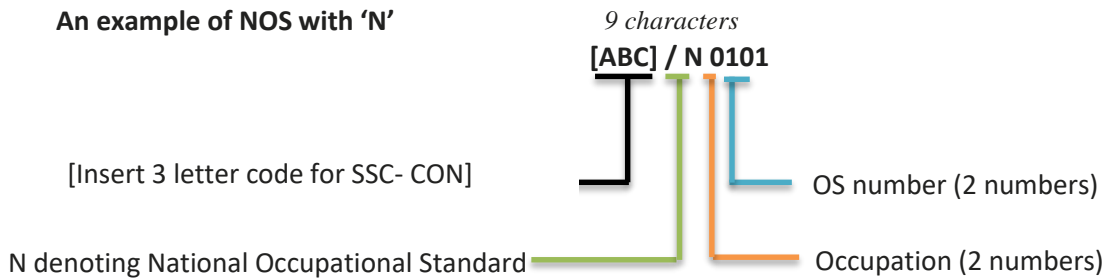 An example of NOS with ‘N’
9 characters
[ABC] / N 0101
[Insert 3 letter code for SSC- CON]
OS number (2 numbers)
N denoting National Occupational Standard
Occupation (2 numbers)